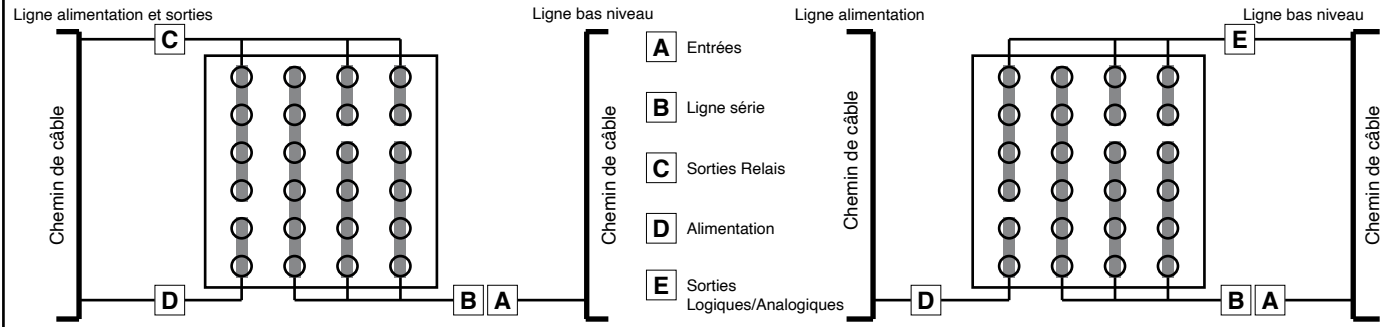 Ligne alimentation et sorties
Ligne bas niveau
Ligne alimentation
Ligne bas niveau
C
E
A Entrées
B Ligne série
C Sorties Relais
D Alimentation
E Sorties
Logiques/Analogiques
Chemin de câble
Chemin de câble
Chemin de câble
Chemin de câble
D
B A
D
B A